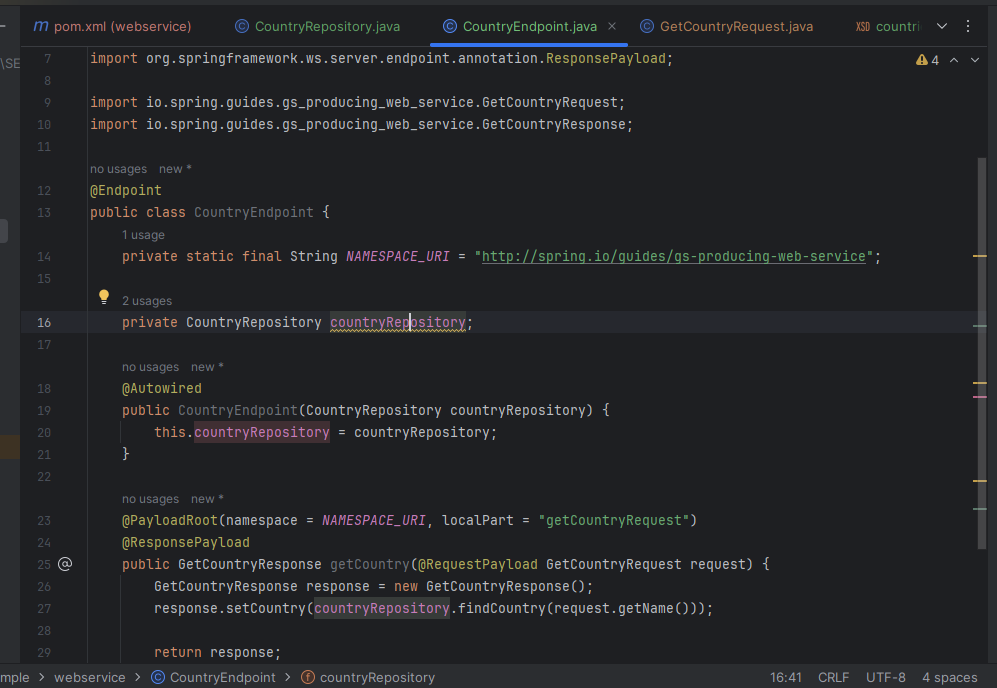 m pom.xml (webservice) © CountryRepository.java © CountryEndpoint.java × © GetCountryRequest.java XSD countri
\SE
7 import org.springframework.ws.server.endpoint.annotation.ResponsePayload;
4
8
9 import io.spring.guides.gs_producing_web_service.GetCountryRequest;
10 import io.spring.guides.gs_producing_web_service.GetCountryResponse;
11
no usages new *
12 @Endpoint
13 public class CountryEndpoint {
1 usage
14 private static final String NAMESPACE_URI = "http://spring.io/guides/gs-producing-web-service";
15
2 usages
16 private CountryRepository countryRepository;
17
no usages new *
18 @Autowired
19 public CountryEndpoint(CountryRepository countryRepository) {
20 this.countryRepository = countryRepository;
21 }
22
no usages new *
23 @PayloadRoot(namespace = NAMESPACE_URI, localPart = "getCountryRequest")
24 @ResponsePayload
25 @ public GetCountryResponse getCountry(@RequestPayload GetCountryRequest request) {
26 GetCountryResponse response = new GetCountryResponse();
27 response.setCountry(countryRepository.findCountry(request.getName()));
28
29 return response;
mple > webservice > © CountryEndpoint > f countryRepository 16:41 CRLF UTF-8 4 spaces